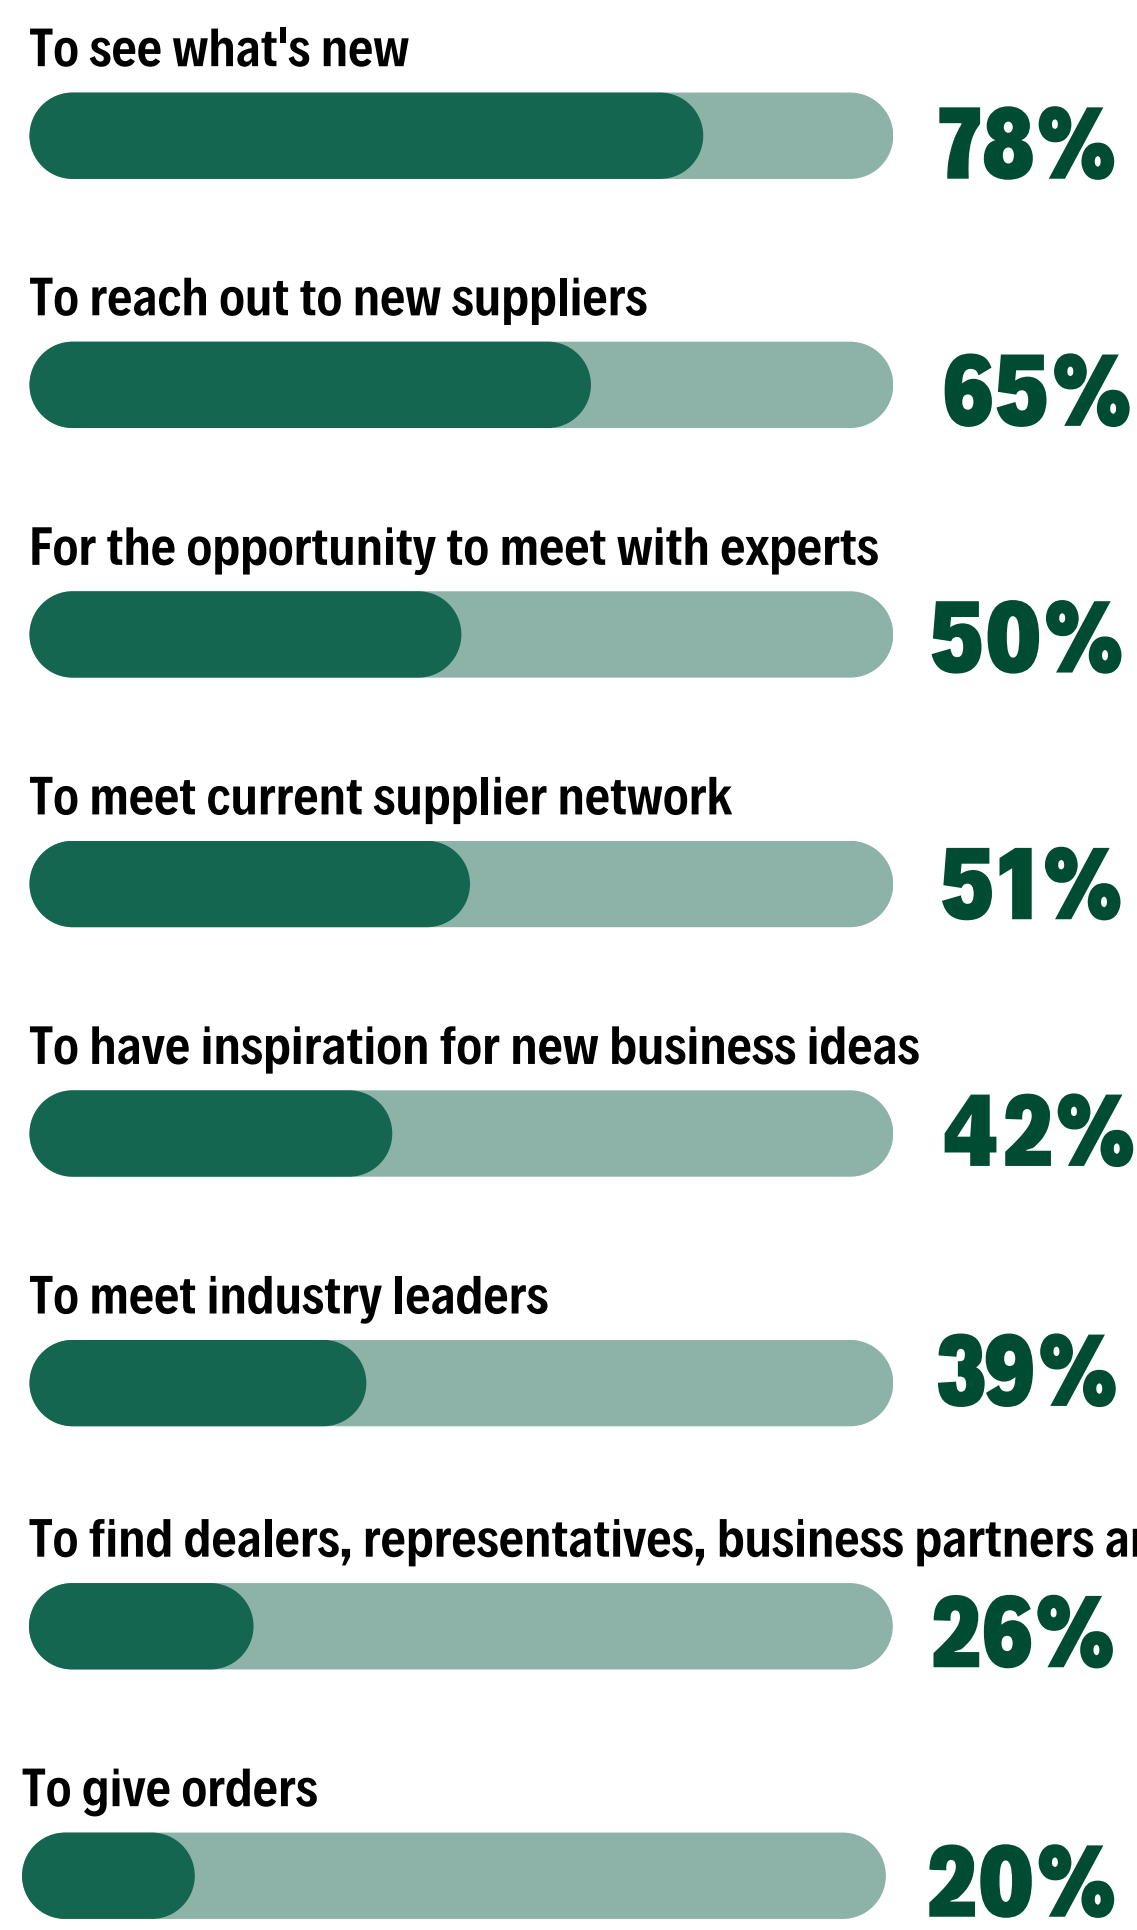 To see what's new
78%
To reach out to new suppliers
65%
For the opportunity to meet with experts
50%
To meet current supplier network
51%
To have inspiration for new business ideas
42%
To meet industry leaders
39%
To find dealers, representatives, business partners
26%
To give orders
20%